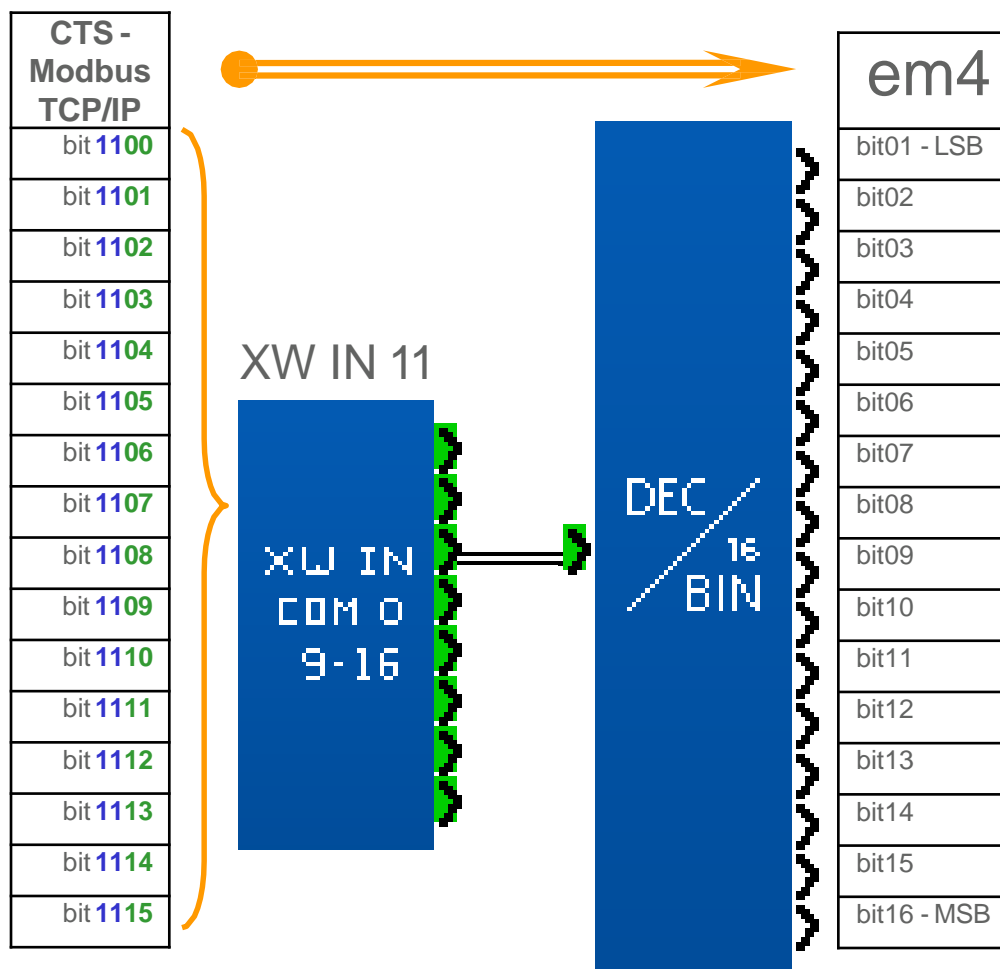 CTS -
Modbus
TCP/IP
bit 1100
bit 1101
bit 1102
bit 1103
bit 1104
bit 1105
bit 1106
bit 1107
bit 1108
bit 1109
bit 1110
bit 1111
bit 1112
bit 1113
bit 1114
bit 1115
XW IN 11
XW IN
COM 0
9-16
DEC
16
BIN
em4
bit01 - LSB
bit02
bit03
bit04
bit05
bit06
bit07
bit08
bit09
bit10
bit11
bit12
bit13
bit14
bit15
bit16 - MSB